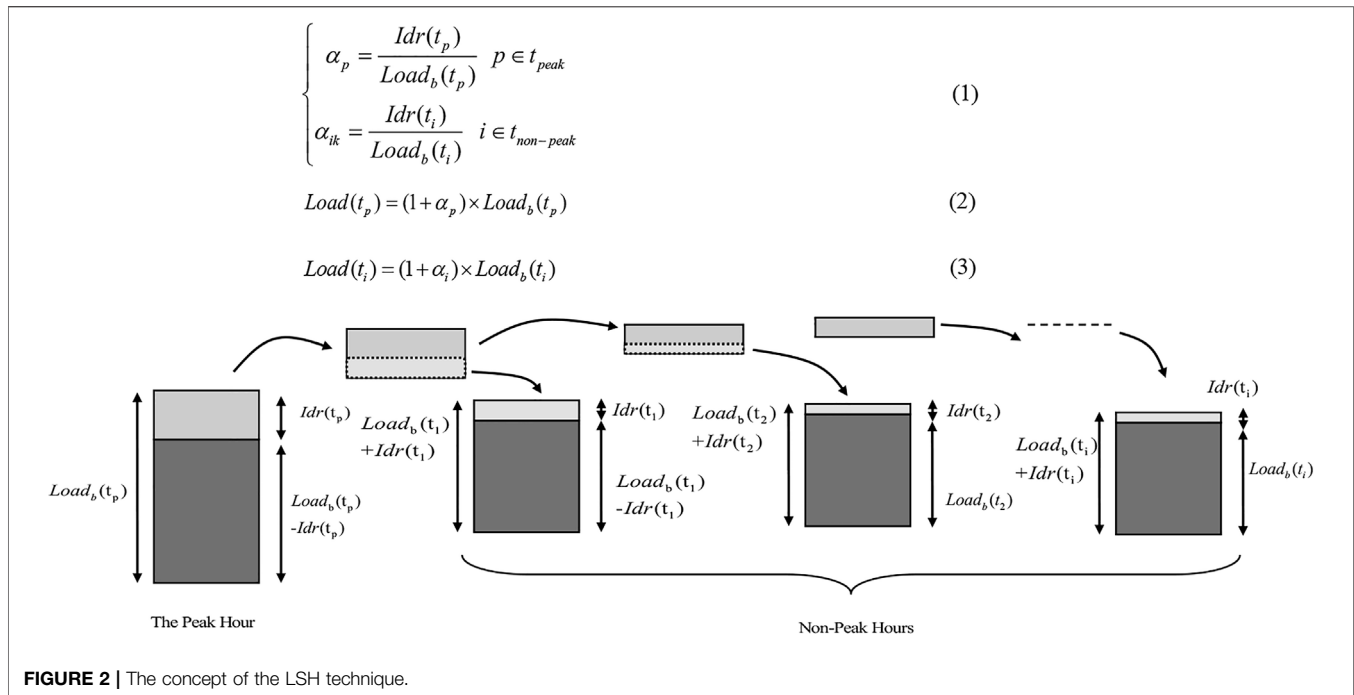 α_p = Idr(t_p) / Load_b(t_p)   p ∈ t_peak
α_ik = Idr(t_i) / Load_b(t_i)   i ∈ t_non-peak
(1)
Load(t_p) = (1+α_p)×Load_b(t_p)   (2)
Load(t_i) = (1+α_i)×Load_b(t_i)   (3)
Load_b(t_p)
Idr(t_p)
Load_b(t_p)
-Idr(t_p)
The Peak Hour
Load_b(t_1)
+Idr(t_1)
Idr(t_1)
Load_b(t_1)
-Idr(t_1)
Load_b(t_2)
+Idr(t_2)
Idr(t_2)
Load_b(t_2)
Load_b(t_i)
+Idr(t_i)
Idr(t_i)
Load_b(t_i)
Non-Peak Hours
FIGURE 2 | The concept of the LSH technique.